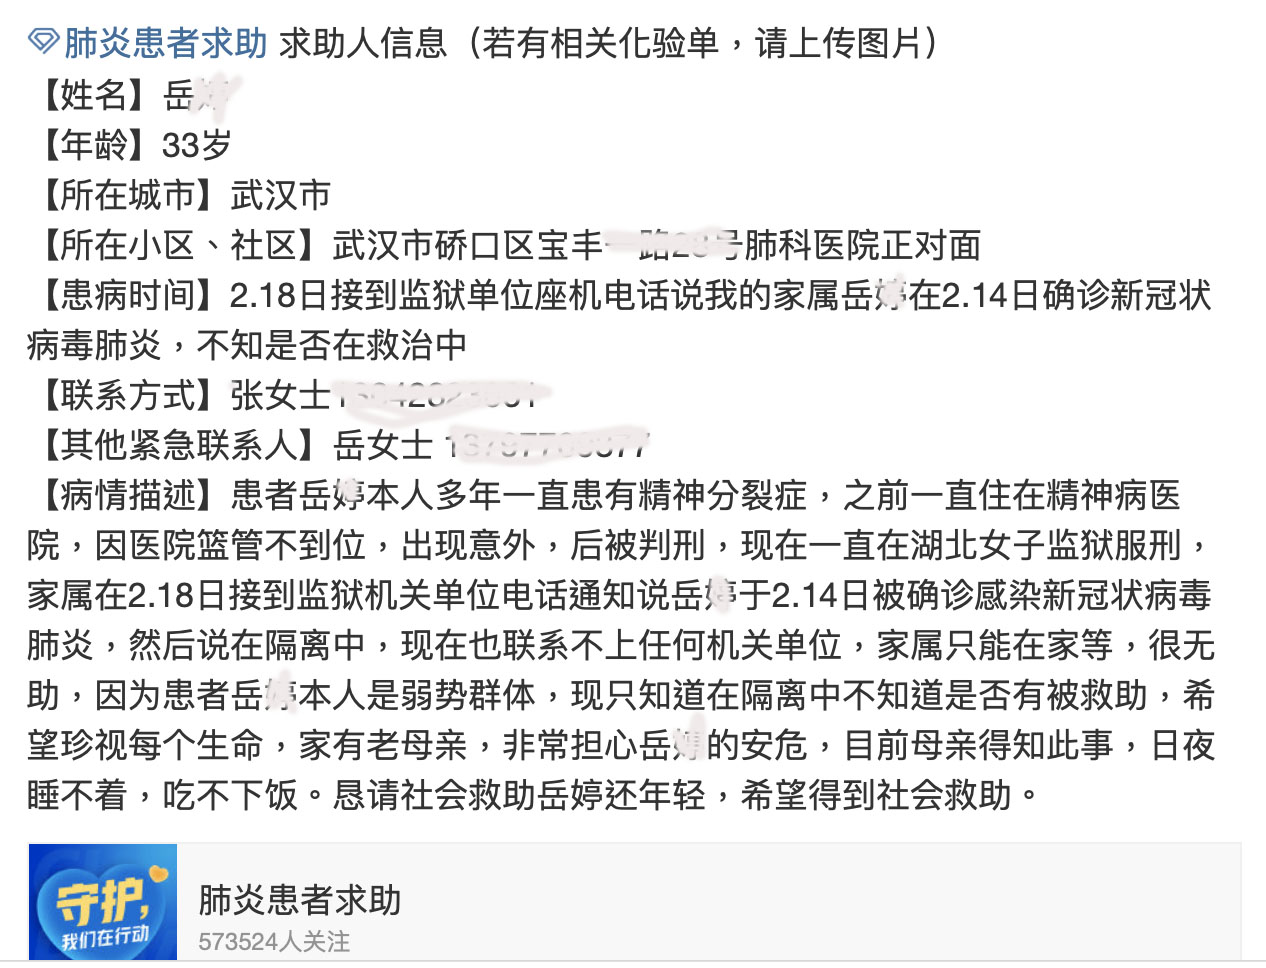 肺炎患者求助 求助人信息（若有相关化验单，请上传图片）
【姓名】岳
【年龄】33岁
【所在城市】武汉市
【所在小区、社区】武汉市硚口区宝丰 肺科医院正对面
【患病时间】2.18日接到监狱单位座机电话说我的家属岳 在2.14日确诊新冠状
病毒肺炎，不知是否在救治中
【联系方式】张女士
【其他紧急联系人】岳女士
【病情描述】患者岳 本人多年一直患有精神分裂症，之前一直住在精神病医
院，因医院篮管不到位，出现意外，后被判刑，现在一直在湖北女子监狱服刑，
家属在2.18日接到监狱机关单位电话通知说岳 于2.14日被确诊感染新冠状病毒
肺炎，然后说在隔离中，现在也联系不上任何机关单位，家属只能在家等，很无
助，因为患者岳 本人是弱势群体，现只知道在隔离中不知道是否有被救助，希
望珍视每个生命，家有老母亲，非常担心岳 的安危，目前母亲得知此事，日夜
睡不着，吃不下饭。恳请社会救助岳婷还年轻，希望得到社会救助。
守护，
我们在行动
肺炎患者求助
573524人关注